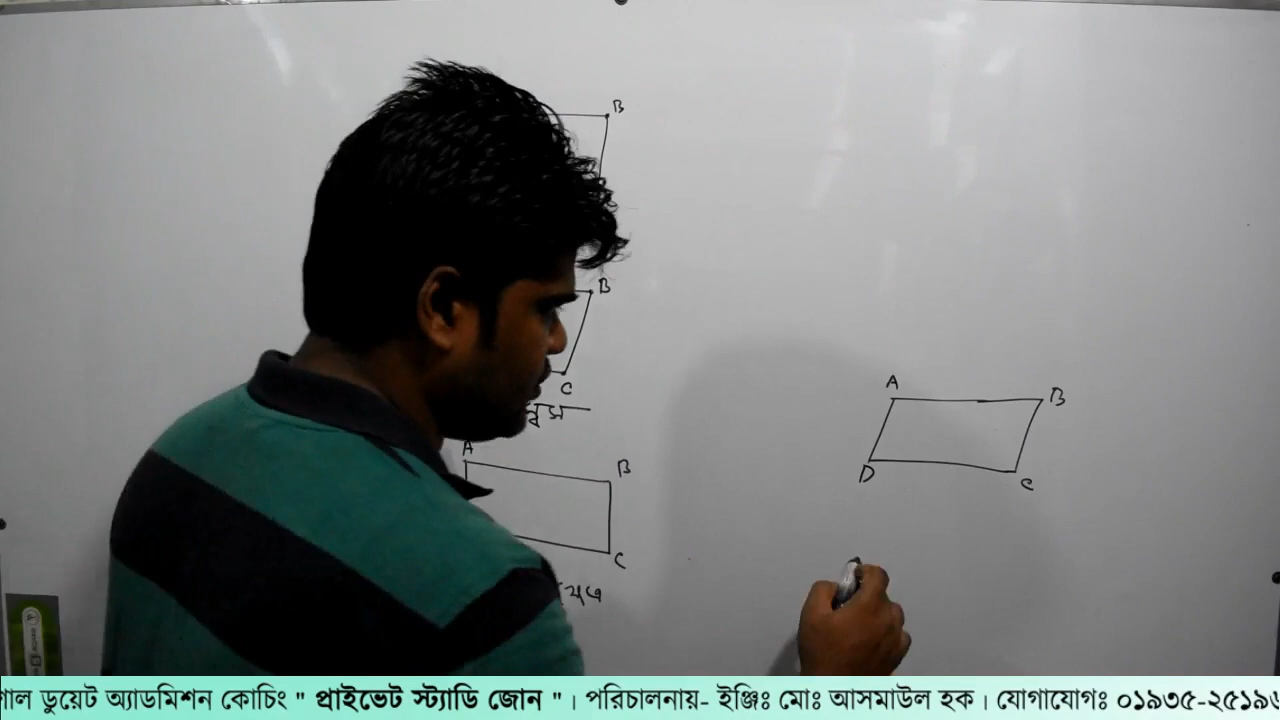 B
B
C
A
B
C
A
B
D
C
ডুয়েট অ্যাডমিশন কোচিং " প্রাইভেট স্ট্যাডি জোন " । পরিচালনায়- ইঞ্জিঃ মোঃ আসমাউল হক । যোগাযোগঃ ০১৯৩৫-২৫১৯